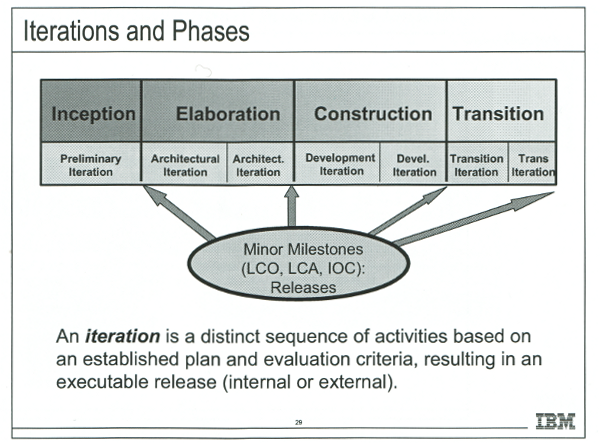 Iterations and Phases
Inception Elaboration Construction Transition
Preliminary Iteration Architectural Iteration Architect. Iteration Development Iteration Devel. Iteration Transition Iteration Trans Iteration
Minor Milestones
(LCO, LCA, IOC):
Releases
An iteration is a distinct sequence of activities based on
an established plan and evaluation criteria, resulting in an
executable release (internal or external).
29
IBM